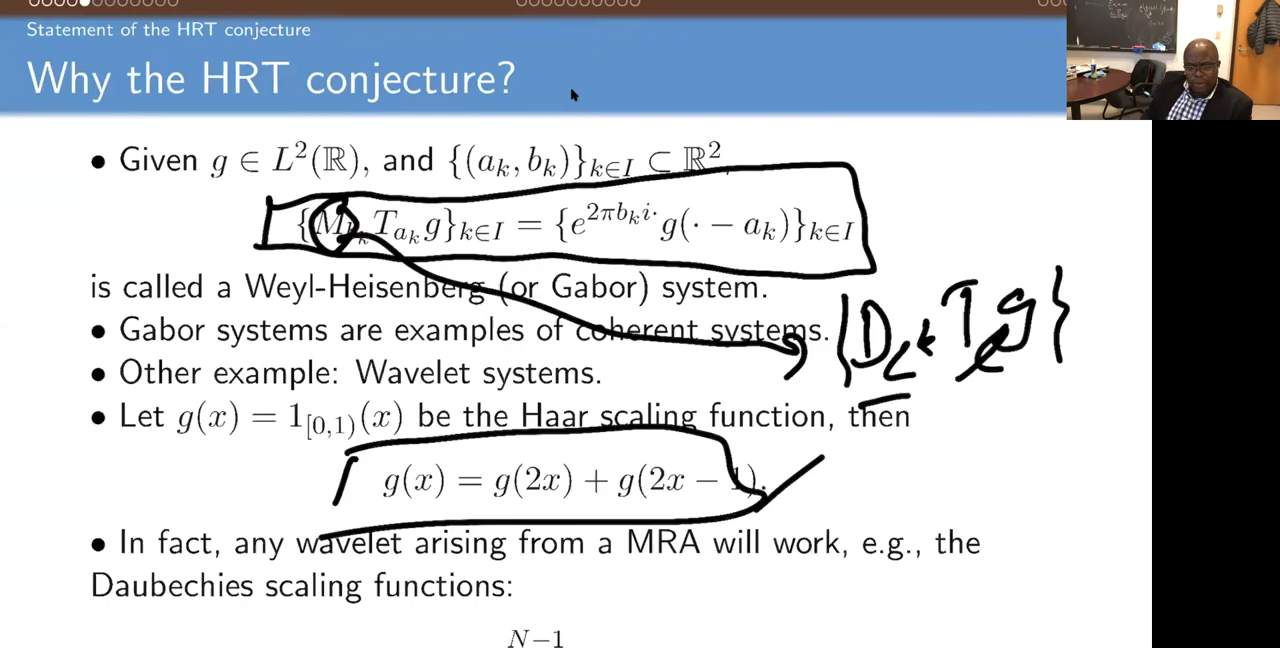 Statement of the HRT conjecture
Why the HRT conjecture?
• Given g ∈ L²(ℝ), and {(a_k, b_k)}_{k∈I} ⊂ ℝ²,
{M_{b_k} T_{a_k} g}_{k∈I} = {e^{2πb_k i·} g(· − a_k)}_{k∈I}
is called a Weyl-Heisenberg (or Gabor) system.
• Gabor systems are examples of coherent systems.
{D_{c_k} T_e g}
• Other example: Wavelet systems.
• Let g(x) = 1_{[0,1)}(x) be the Haar scaling function, then
g(x) = g(2x) + g(2x − 1).
• In fact, any wavelet arising from a MRA will work, e.g., the
Daubechies scaling functions:
N−1